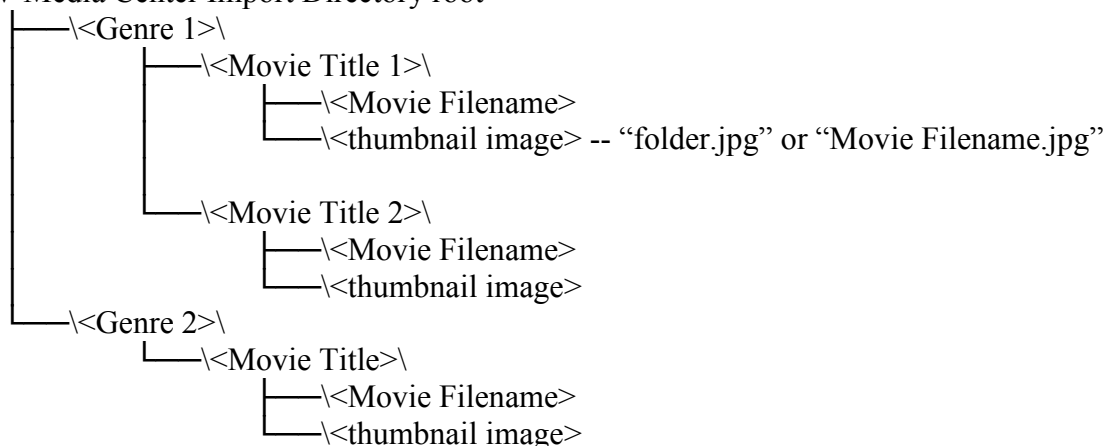 Media Center Import Directory root
\<Genre 1>\
\<Movie Title 1>\
\<Movie Filename>
\<thumbnail image> -- “folder.jpg” or “Movie Filename.jpg”
\<Movie Title 2>\
\<Movie Filename>
\<thumbnail image>
\<Genre 2>\
\<Movie Title>\
\<Movie Filename>
\<thumbnail image>